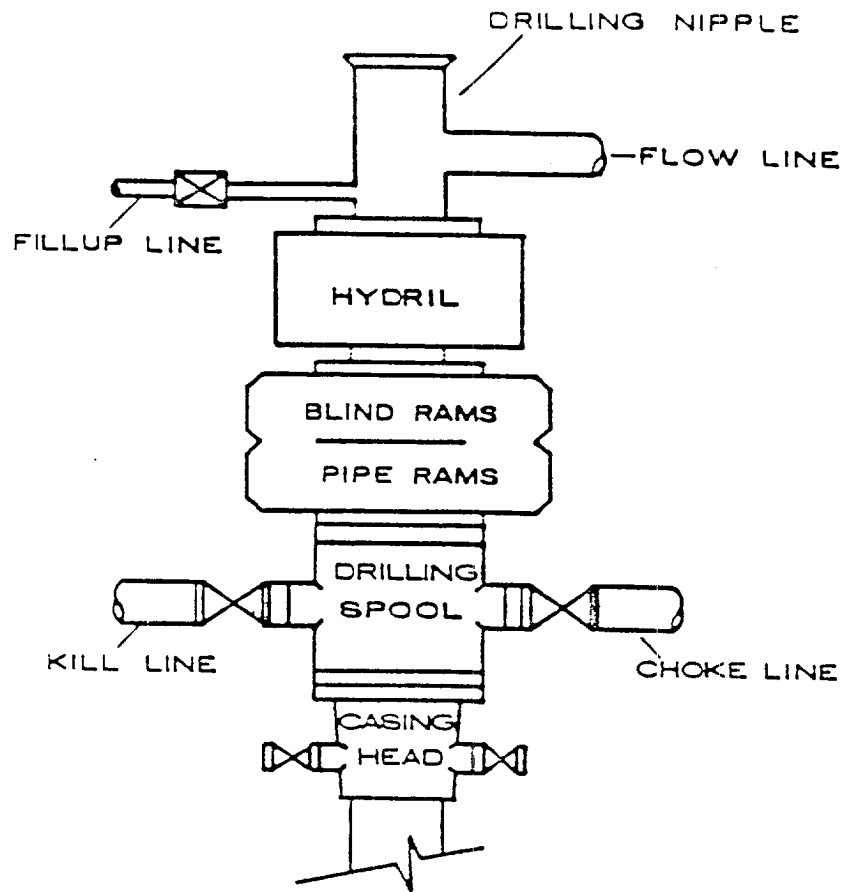 DRILLING NIPPLE
FLOW LINE
FILLUP LINE
HYDRIL
BLIND RAMS
PIPE RAMS
DRILLING
SPOOL
KILL LINE
CHOKE LINE
CASING
HEAD